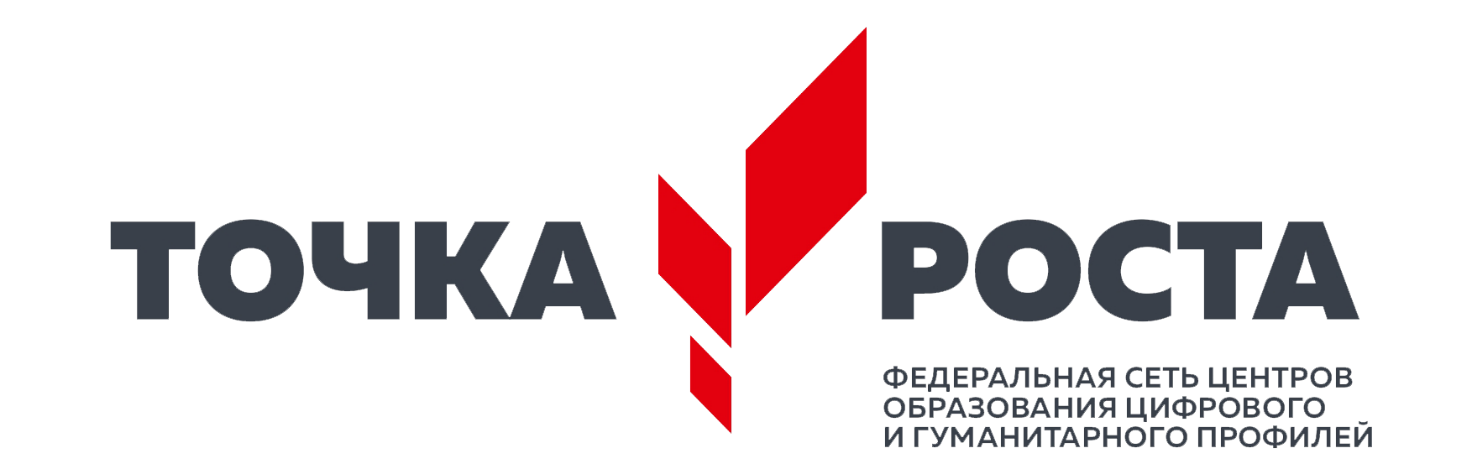 ТОЧКА РОСТА
ФЕДЕРАЛЬНАЯ СЕТЬ ЦЕНТРОВ
ОБРАЗОВАНИЯ ЦИФРОВОГО
И ГУМАНИТАРНОГО ПРОФИЛЕЙ